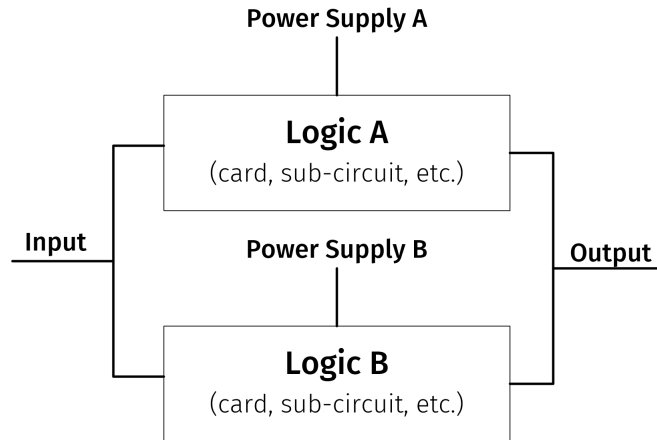 Power Supply A
Logic A
(card, sub-circuit, etc.)
Input
Power Supply B
Output
Logic B
(card, sub-circuit, etc.)